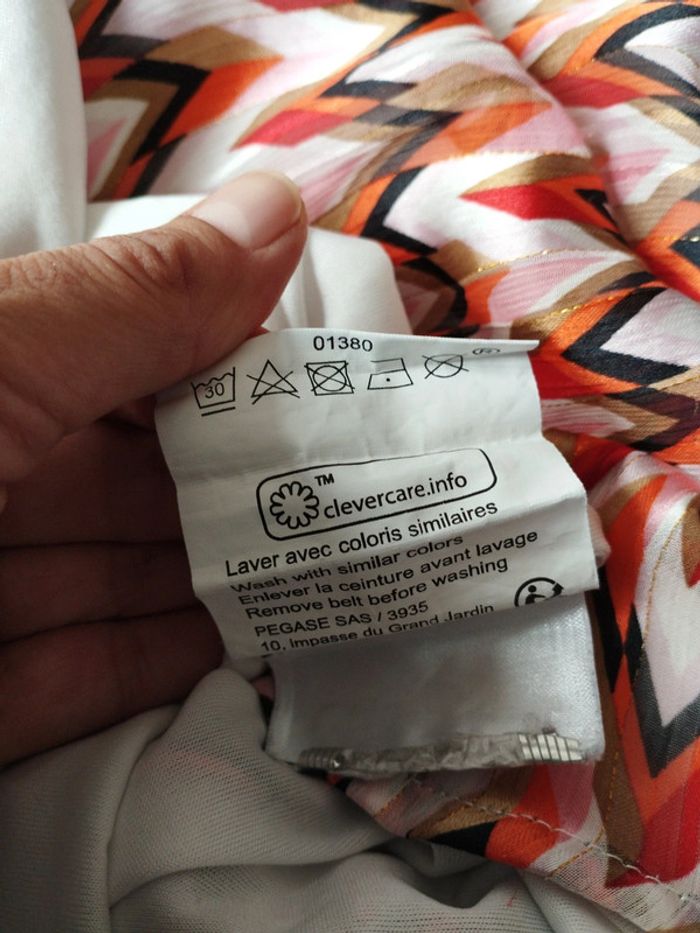 01380
30
TM
clevercare.info
Laver avec coloris similaires
Wash with similar colors
Enlever la ceinture avant lavage
Remove belt before washing
PEGASE SAS / 3935
10, Impasse du Grand Jardin